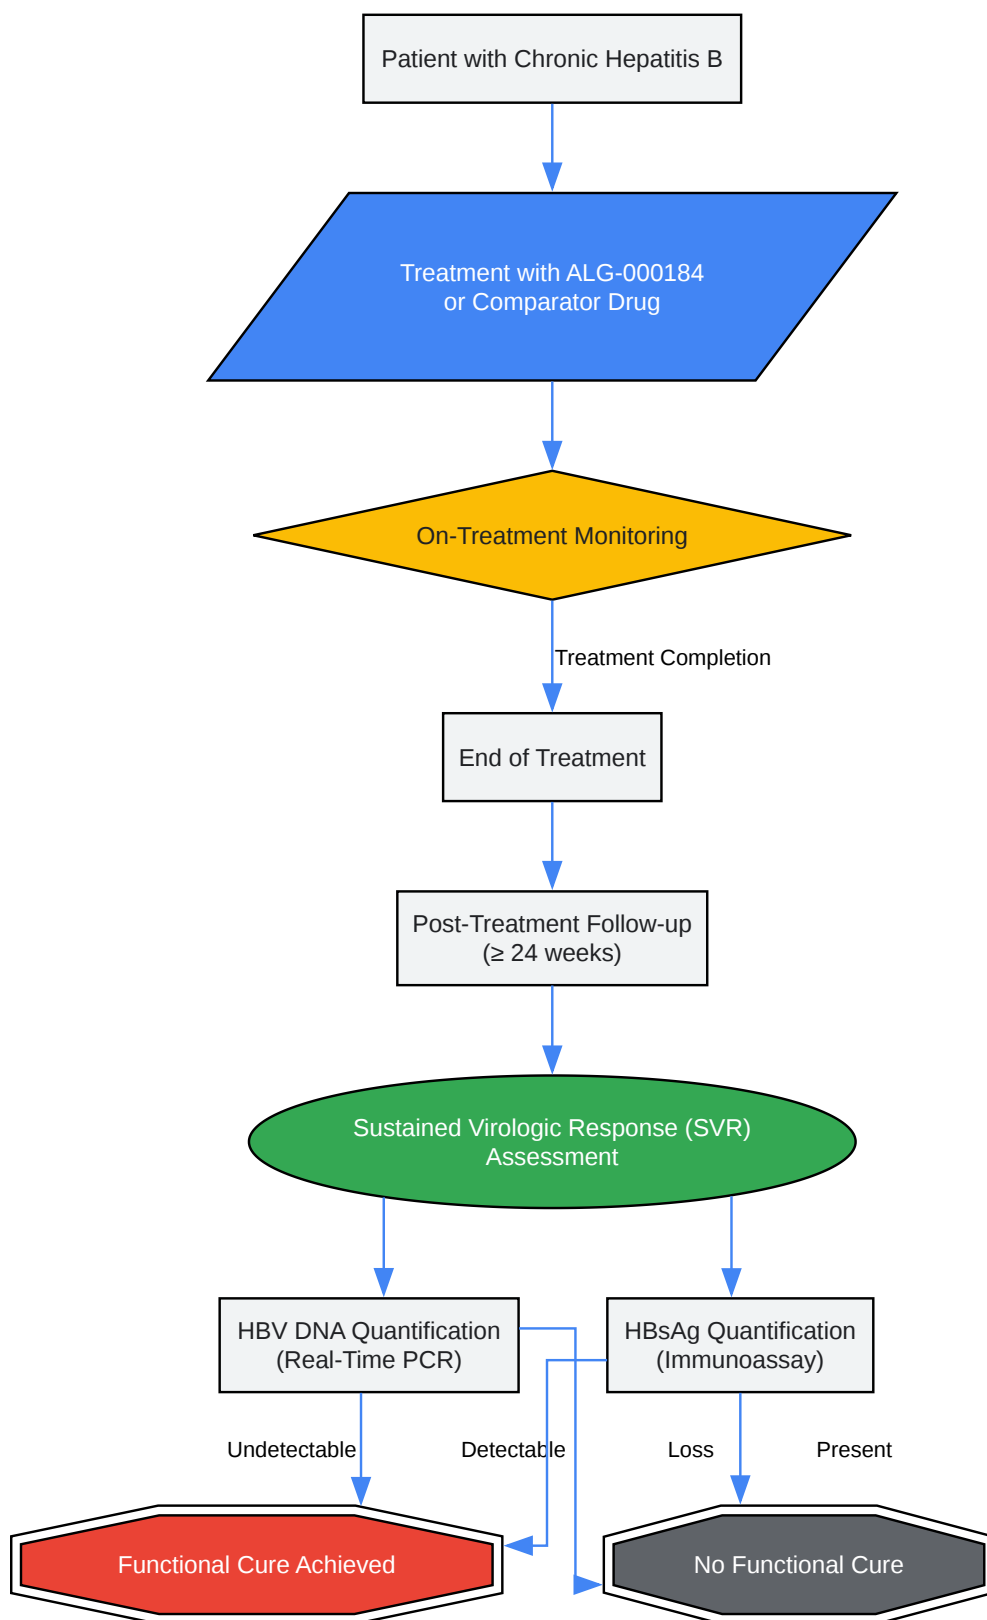 Patient with Chronic Hepatitis B
Treatment with ALG-000184
or Comparator Drug
On-Treatment Monitoring
Treatment Completion
End of Treatment
Post-Treatment Follow-up
(≥ 24 weeks)
Sustained Virologic Response (SVR)
Assessment
HBV DNA Quantification
(Real-Time PCR)
HBsAg Quantification
(Immunoassay)
Undetectable
Detectable
Loss
Present
Functional Cure Achieved
No Functional Cure